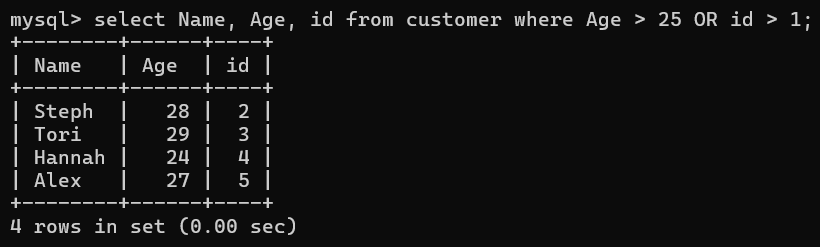 mysql> select Name, Age, id from customer where Age > 25 OR id > 1;
+--------+------+----+
| Name   | Age  | id |
+--------+------+----+
| Steph  |   28 |  2 |
| Tori   |   29 |  3 |
| Hannah |   24 |  4 |
| Alex   |   27 |  5 |
+--------+------+----+
4 rows in set (0.00 sec)